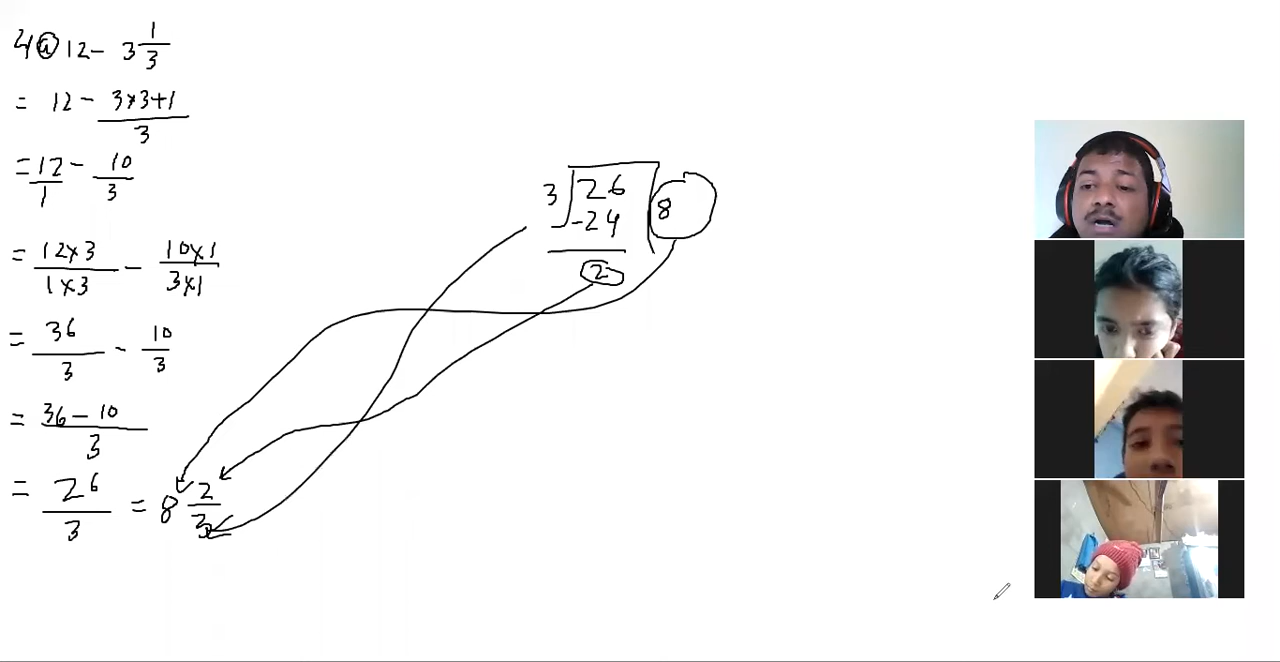 4ⓐ 12 - 3 1/3
= 12 - 3×3+1/3
= 12/1 - 10/3
= 12×3/1×3 - 10×1/3×1
= 36/3 - 10/3
= 36-10/3
= 26/3 = 8 2/3
3 26 8
-24
2